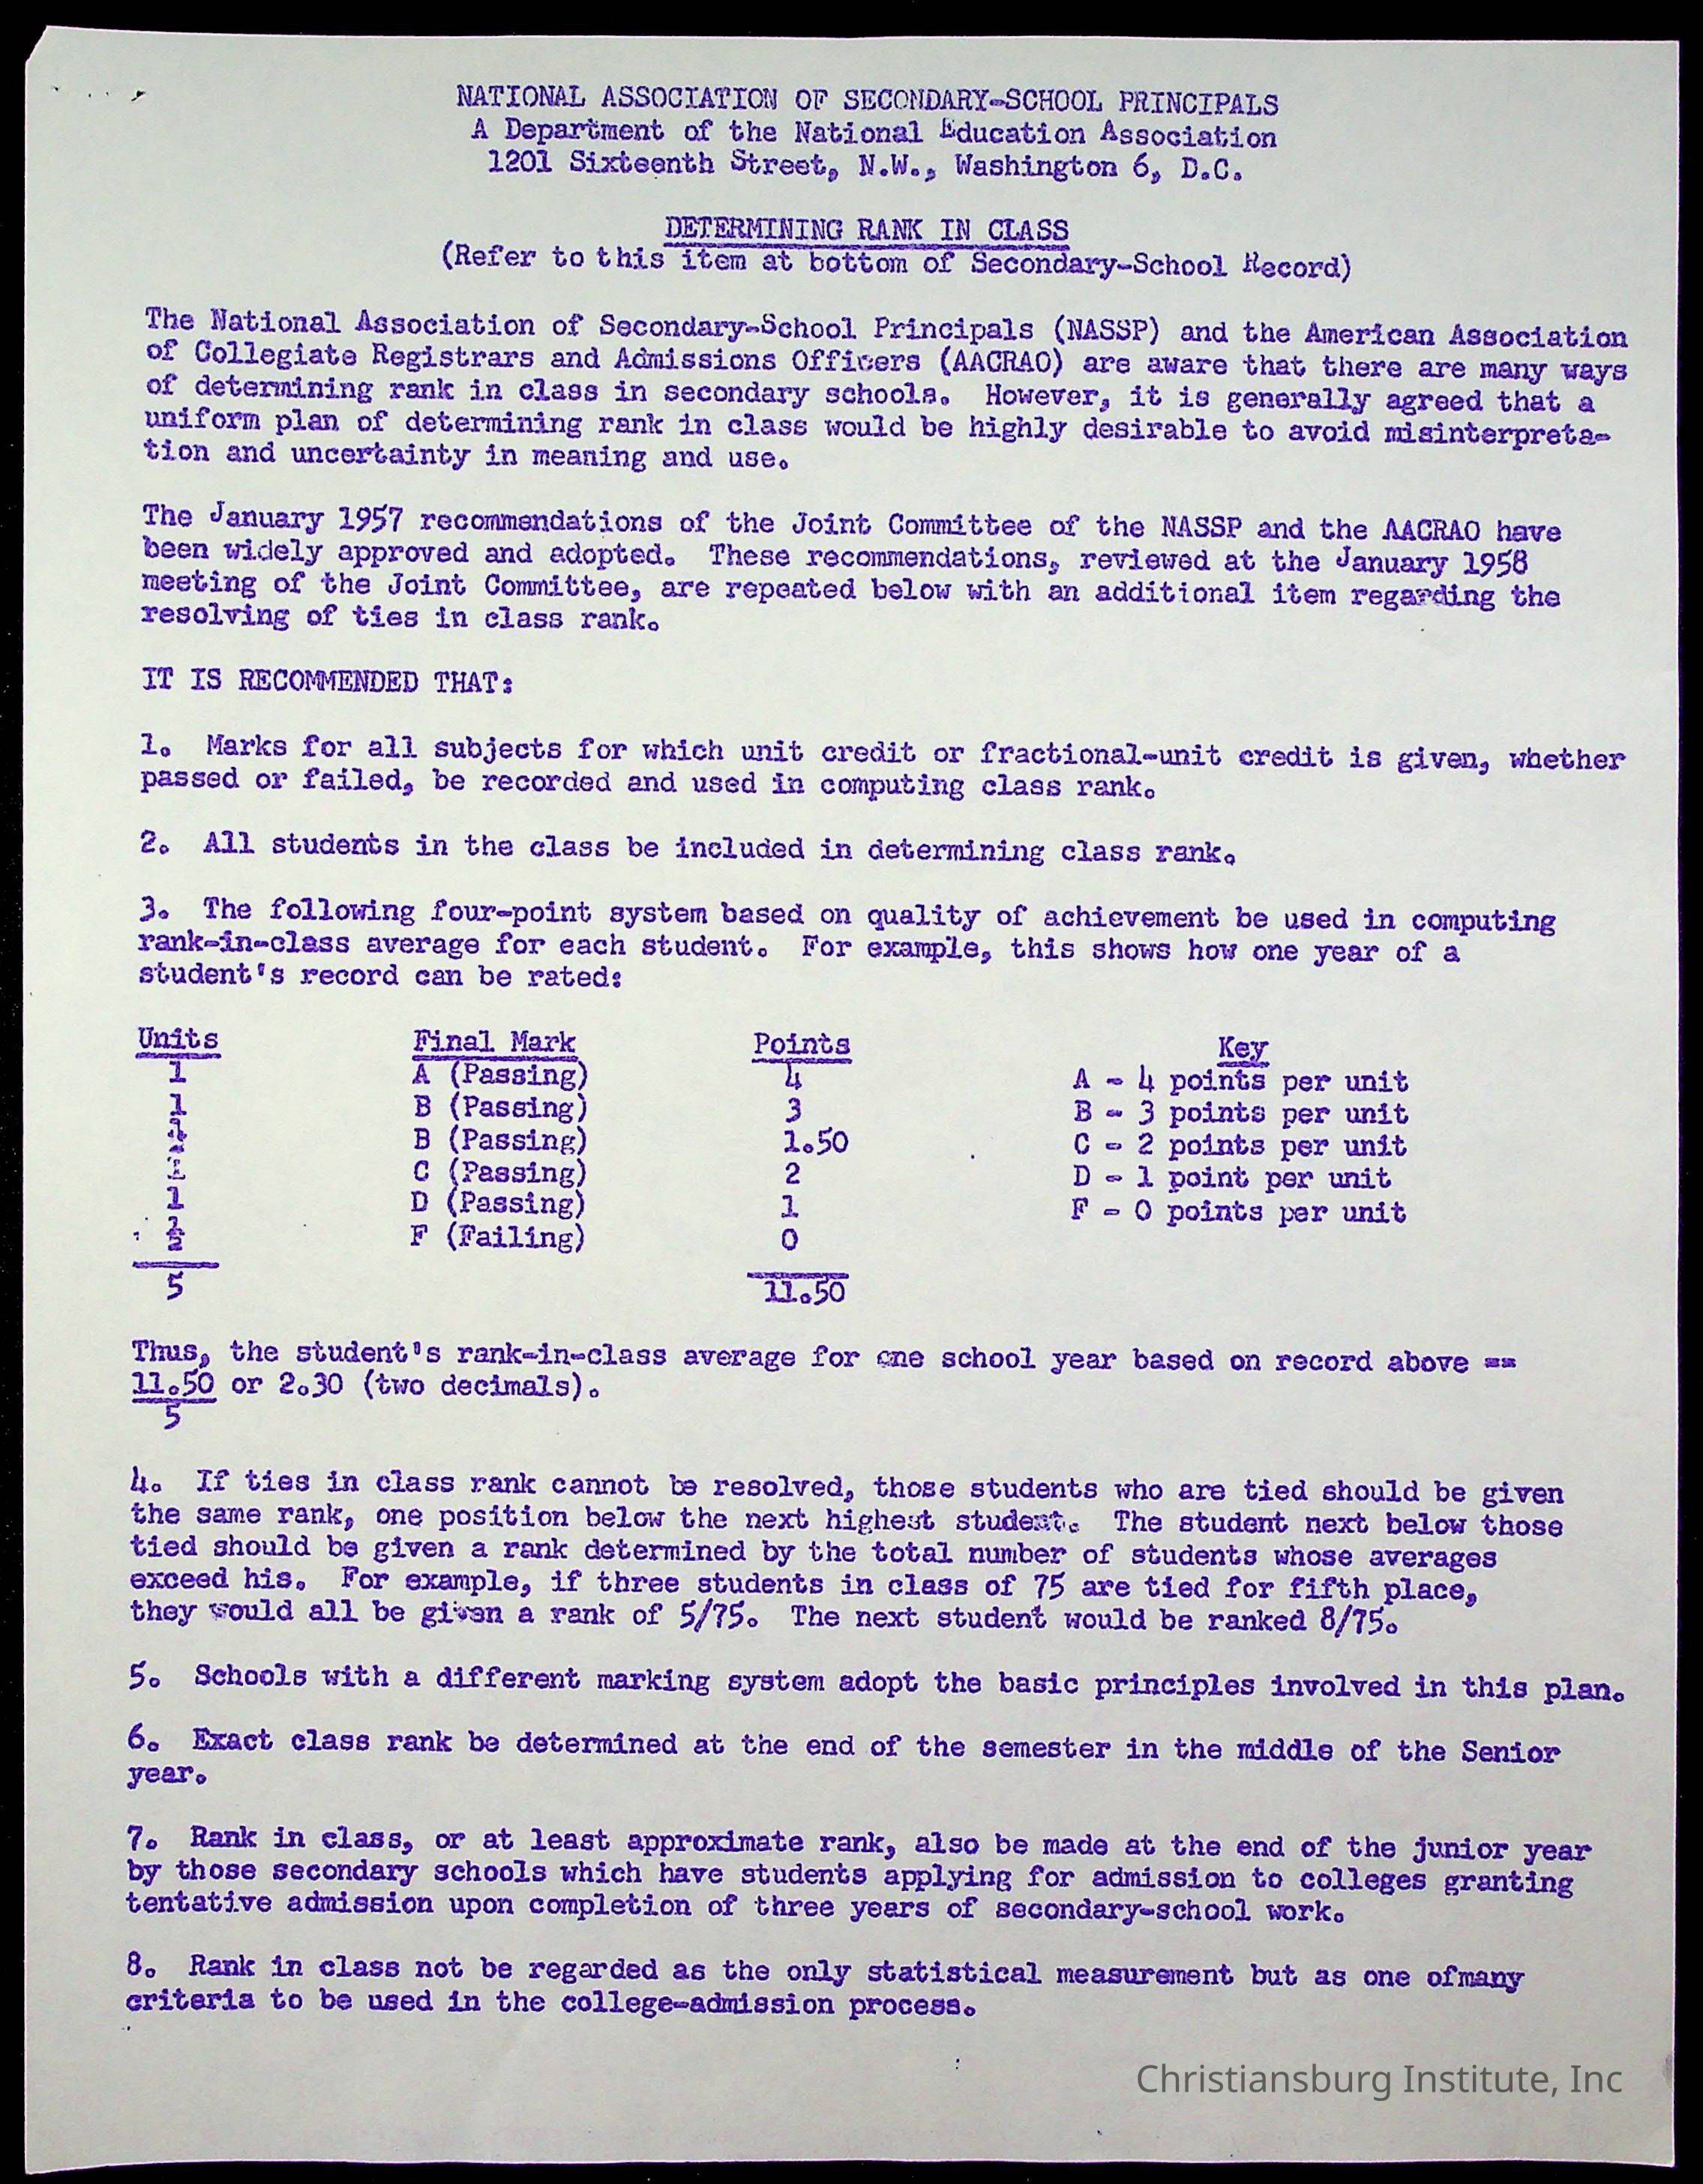 NATIONAL ASSOCIATION OF SECONDARY-SCHOOL PRINCIPALS
A Department of the National Education Association
1201 Sixteenth Street, N.W., Washington 6, D.C.
DETERMINING RANK IN CLASS
(Refer to this item at bottom of Secondary-School Record)
The National Association of Secondary-School Principals (NASSP) and the American Association
of Collegiate Registrars and Admissions Officers (AACRAO) are aware that there are many ways
of determining rank in class in secondary schools. However, it is generally agreed that a
uniform plan of determining rank in class would be highly desirable to avoid misinterpreta-
tion and uncertainty in meaning and use.
The January 1957 recommendations of the Joint Committee of the NASSP and the AACRAO have
been widely approved and adopted. These recommendations, reviewed at the January 1958
meeting of the Joint Committee, are repeated below with an additional item regarding the
resolving of ties in class rank.
IT IS RECOMMENDED THAT:
1. Marks for all subjects for which unit credit or fractional-unit credit is given, whether
passed or failed, be recorded and used in computing class rank.
2. All students in the class be included in determining class rank.
3. The following four-point system based on quality of achievement be used in computing
rank-in-class average for each student. For example, this shows how one year of a
student's record can be rated:
Units Final Mark Points Key
1 A (Passing) 4 A - 4 points per unit
1 B (Passing) 3 B - 3 points per unit
½ B (Passing) 1.50 C - 2 points per unit
1 C (Passing) 2 D - 1 point per unit
1 D (Passing) 1 F - 0 points per unit
½ F (Failing) 0
5 11.50
Thus, the student's rank-in-class average for one school year based on record above --
11.50 or 2.30 (two decimals).
5
4. If ties in class rank cannot be resolved, those students who are tied should be given
the same rank, one position below the next highest student. The student next below those
tied should be given a rank determined by the total number of students whose averages
exceed his. For example, if three students in class of 75 are tied for fifth place,
they would all be given a rank of 5/75. The next student would be ranked 8/75.
5. Schools with a different marking system adopt the basic principles involved in this plan.
6. Exact class rank be determined at the end of the semester in the middle of the Senior
year.
7. Rank in class, or at least approximate rank, also be made at the end of the junior year
by those secondary schools which have students applying for admission to colleges granting
tentative admission upon completion of three years of secondary-school work.
8. Rank in class not be regarded as the only statistical measurement but as one ofmany
criteria to be used in the college-admission process.
Christiansburg Institute, Inc